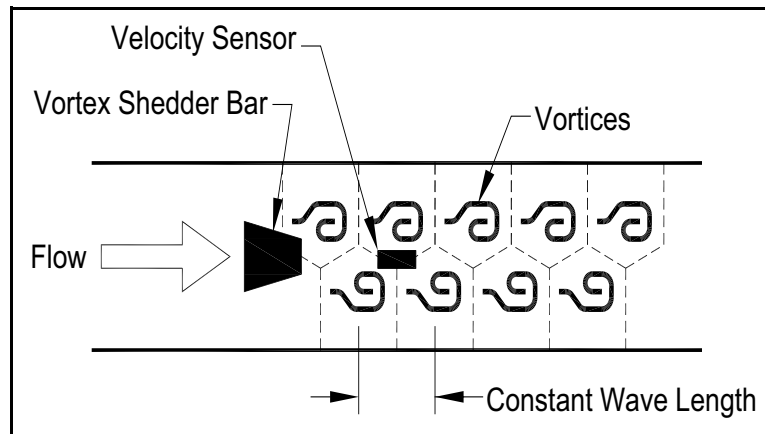 Velocity Sensor
Vortex Shedder Bar
Vortices
Flow
Constant Wave Length